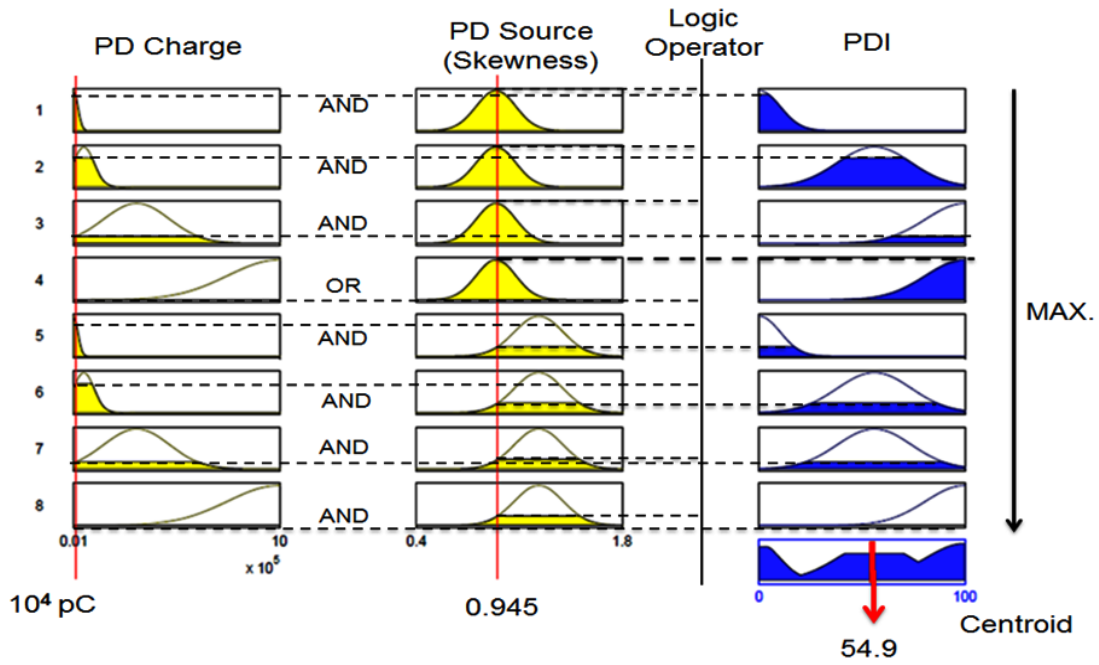 PD Charge
PD Source
(Skewness)
Logic
Operator
PDI
1
AND
2
AND
3
AND
4
OR
5
AND
6
AND
7
AND
8
AND
MAX.
0.01
10
x 10⁵
0.4
1.8
0
100
10⁴ pC
0.945
54.9
Centroid